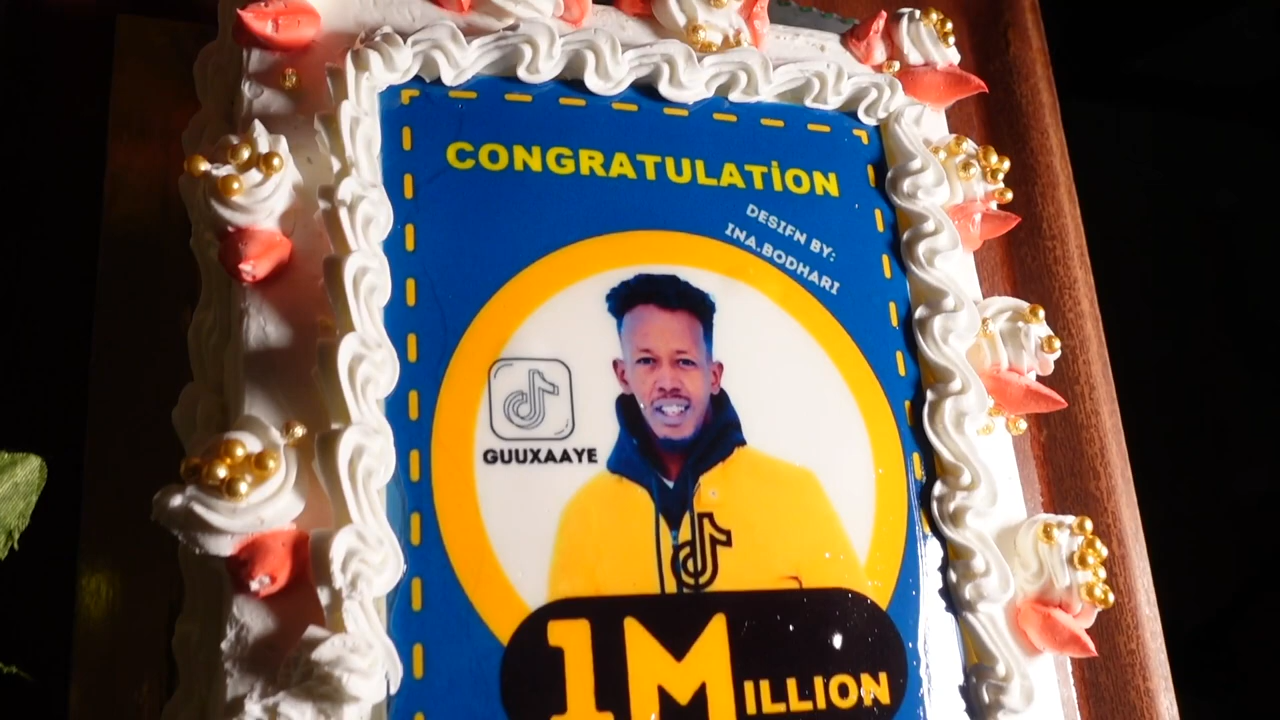 CONGRATULATİON
DESIFN BY:
INA.BODHARI
GUUXAAYE
1MILLION